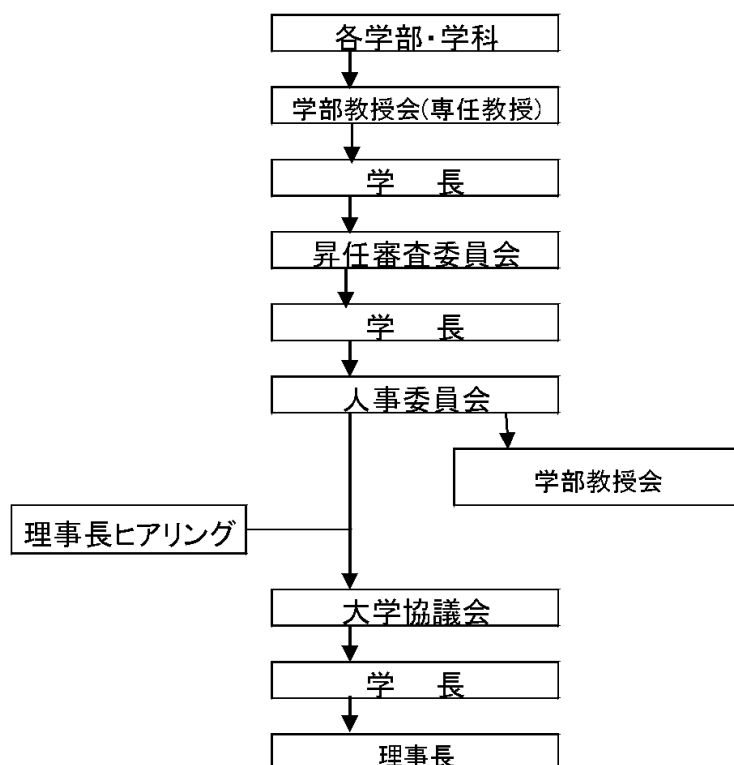 各学部・学科
学部教授会(専任教授)
学　長
昇任審査委員会
学　長
人事委員会
学部教授会
理事長ヒアリング
大学協議会
学　長
理事長